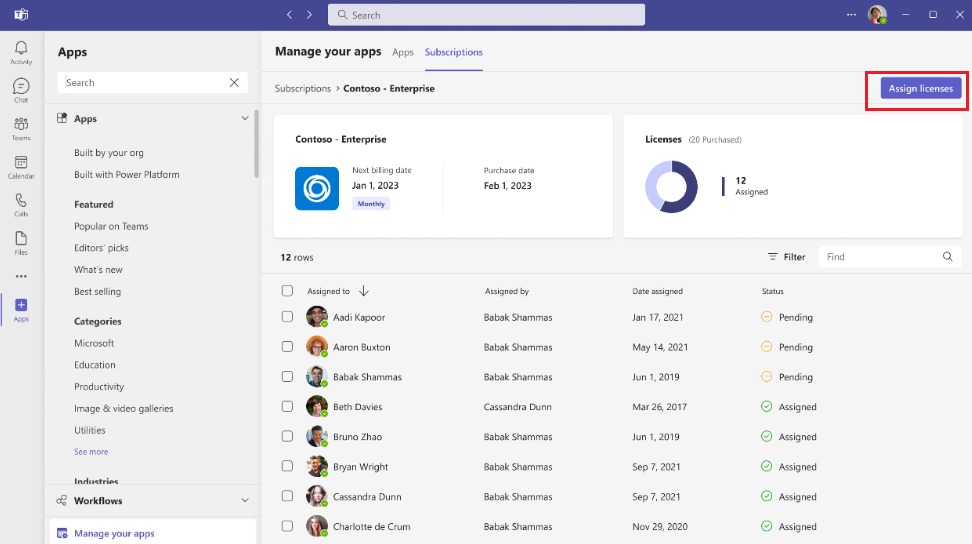 Search
Activity
Chat
Teams
Calendar
Calls
Files
Apps
Apps
Search
Apps
Built by your org
Built with Power Platform
Featured
Popular on Teams
Editors' picks
What's new
Best selling
Categories
Microsoft
Education
Productivity
Image & video galleries
Utilities
See more
Industries
Workflows
Manage your apps
Manage your apps Apps Subscriptions
Subscriptions > Contoso - Enterprise
Assign licenses
Contoso - Enterprise
Next billing date
Jan 1, 2023
Monthly
Purchase date
Feb 1, 2023
Licenses (20 Purchased)
12
Assigned
12 rows
Filter
Find
Assigned to Assigned by Date assigned Status
Aadi Kapoor Babak Shammas Jan 17, 2021 Pending
Aaron Buxton Babak Shammas May 14, 2021 Pending
Babak Shammas Babak Shammas Jun 1, 2019 Pending
Beth Davies Cassandra Dunn Mar 26, 2017 Assigned
Bruno Zhao Babak Shammas Jun 1, 2019 Assigned
Bryan Wright Babak Shammas Sep 7, 2021 Assigned
Cassandra Dunn Babak Shammas Sep 7, 2021 Assigned
Charlotte de Crum Babak Shammas Nov 29, 2020 Assigned